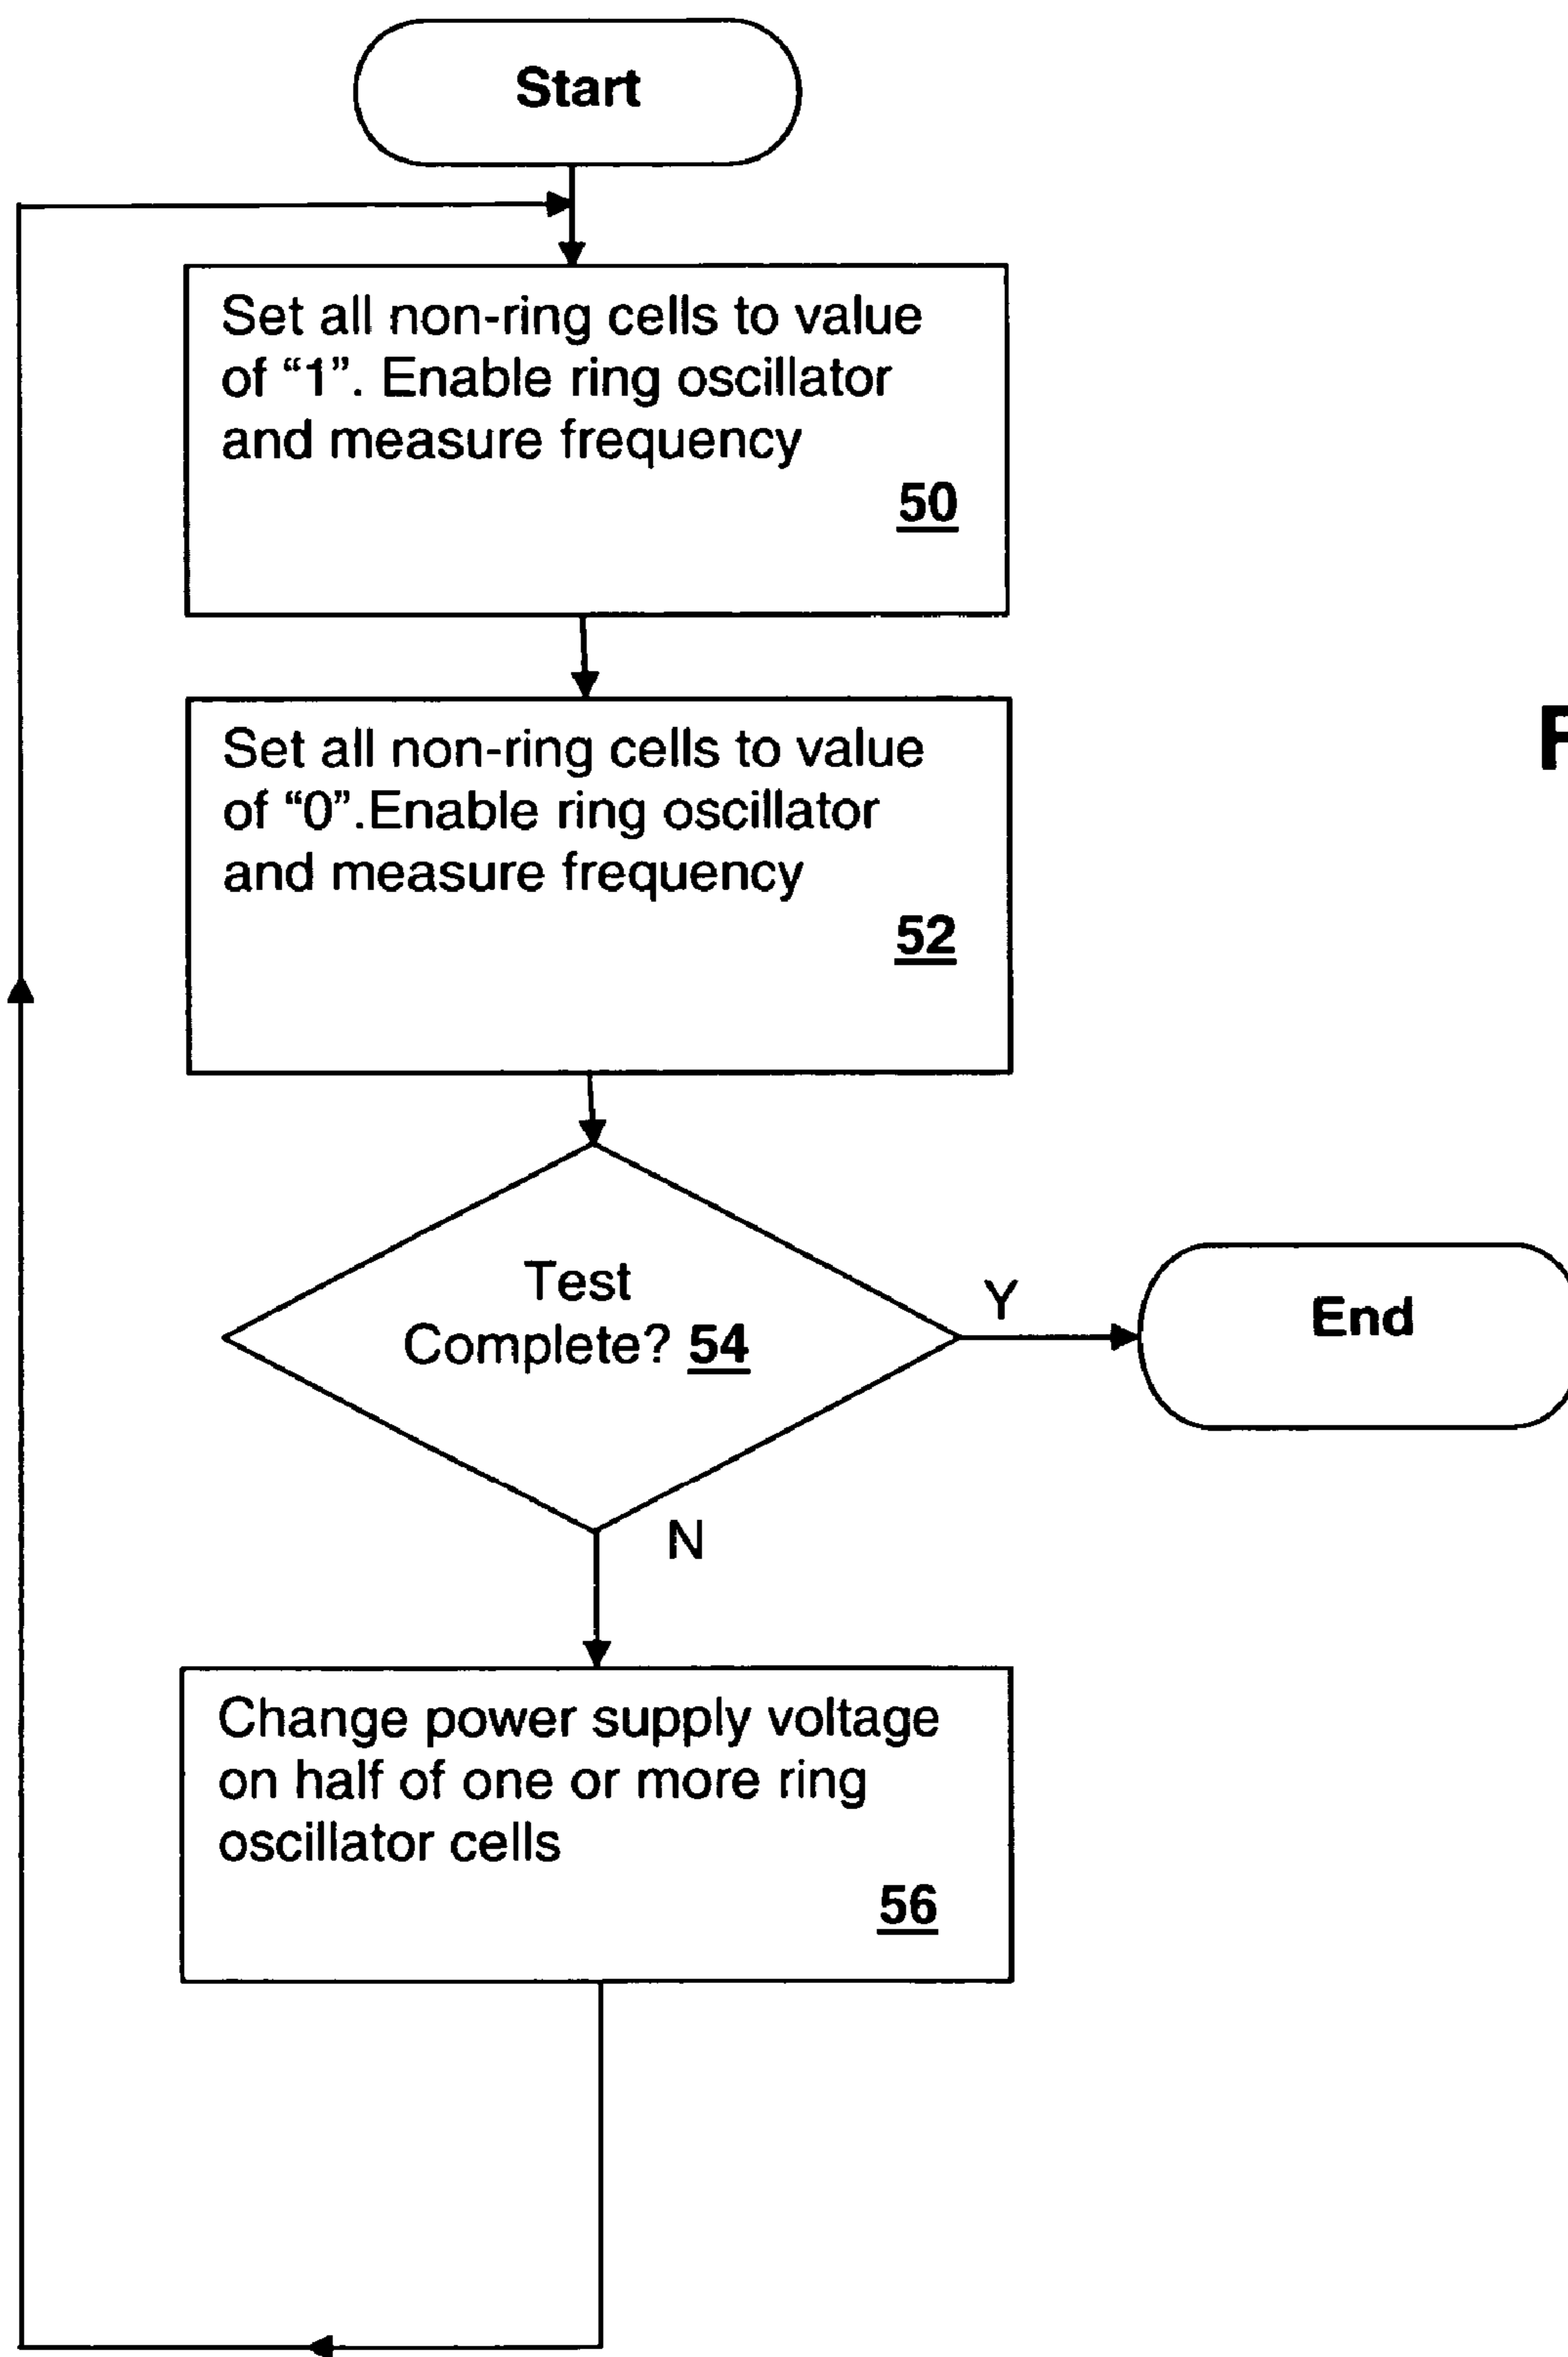 Start
Set all non-ring cells to value
of “1”. Enable ring oscillator
and measure frequency
50
Set all non-ring cells to value
of “0”.Enable ring oscillator
and measure frequency
52
Test
Complete? 54
Y
End
N
Change power supply voltage
on half of one or more ring
oscillator cells
56